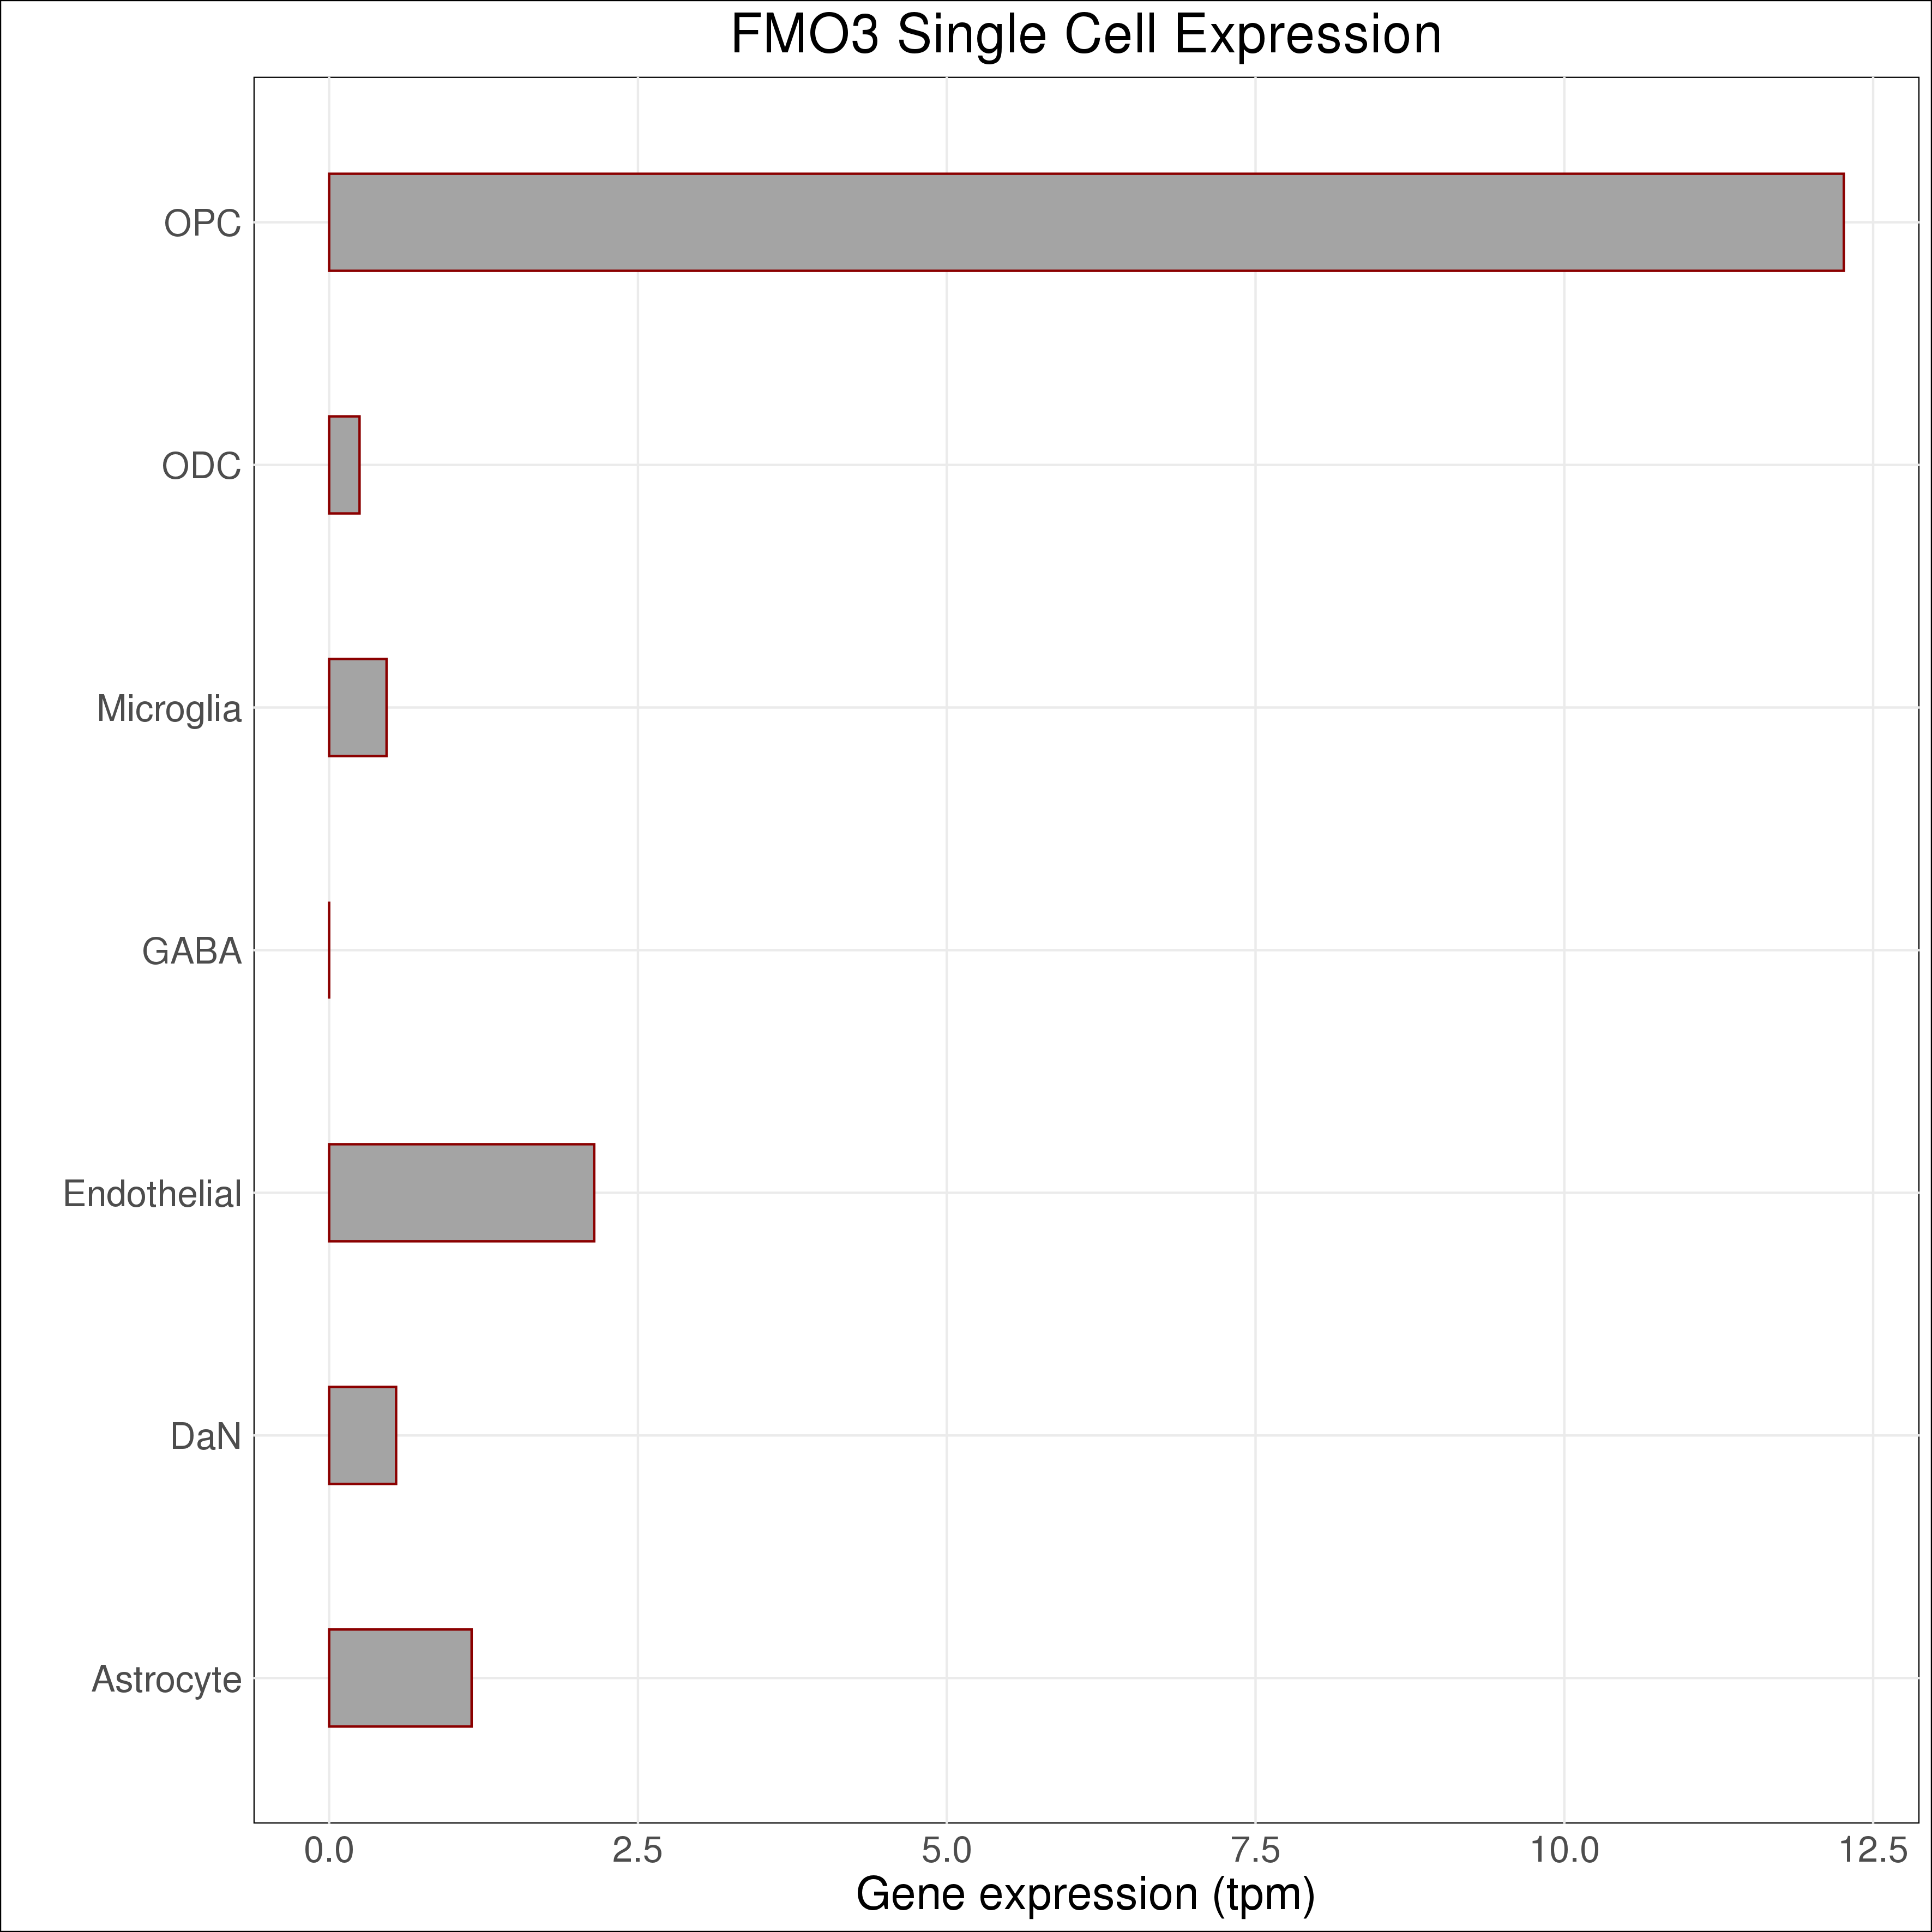 FMO3 Single Cell Expression
OPC
ODC
Microglia
GABA
Endothelial
DaN
Astrocyte
0.0 2.5 5.0 7.5 10.0 12.5
Gene expression (tpm)